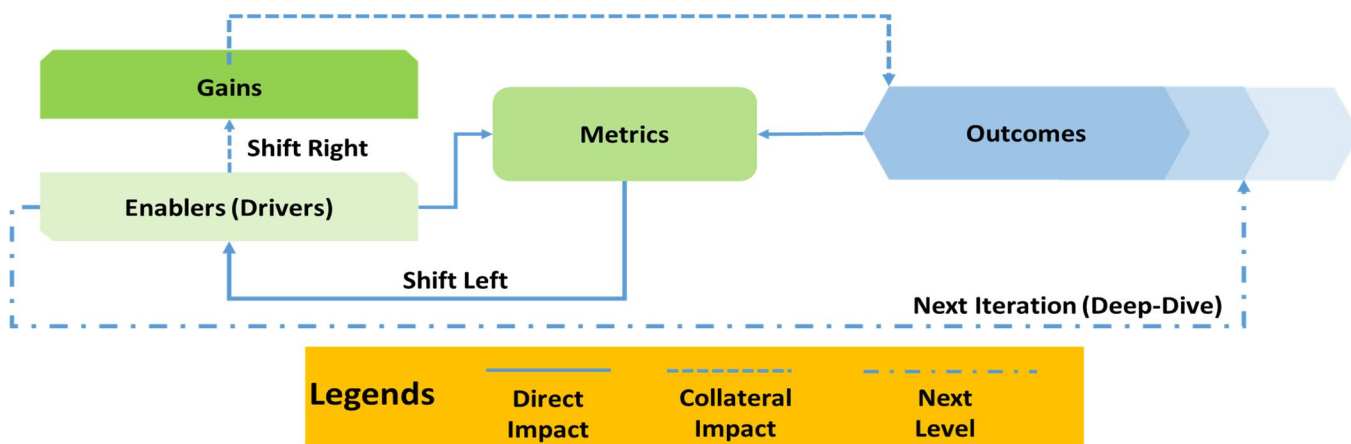 Gains
Shift Right
Metrics
Outcomes
Enablers (Drivers)
Shift Left
Next Iteration (Deep-Dive)
Legends
Direct
Impact
Collateral
Impact
Next
Level